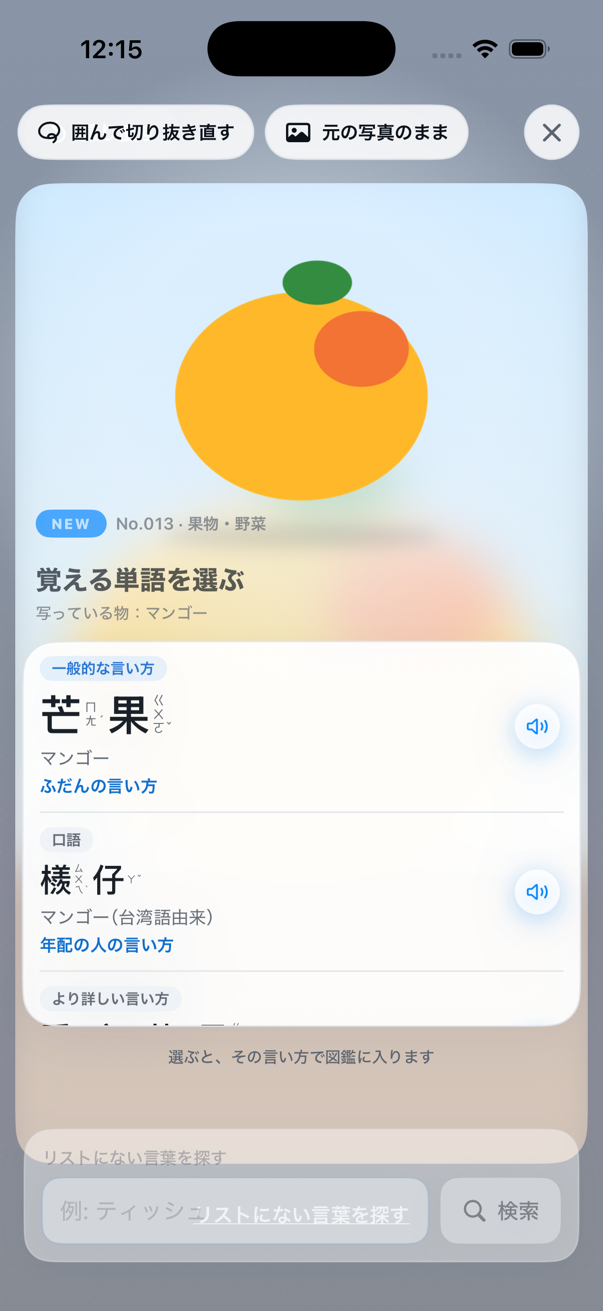 12:15
囲んで切り抜き直す
元の写真のまま
NEW No.013・果物・野菜
覚える単語を選ぶ
写っている物：マンゴー
一般的な言い方
芒ㄇㄤˊ果ㄍㄨㄛˇ
マンゴー
ふだんの言い方
口語
檨仔
マンゴー（台湾語由来）
年配の人の言い方
より詳しい言い方
選ぶと、その言い方で図鑑に入ります
リストにない言葉を探す
例: ティッシュ
リストにない言葉を探す
検索